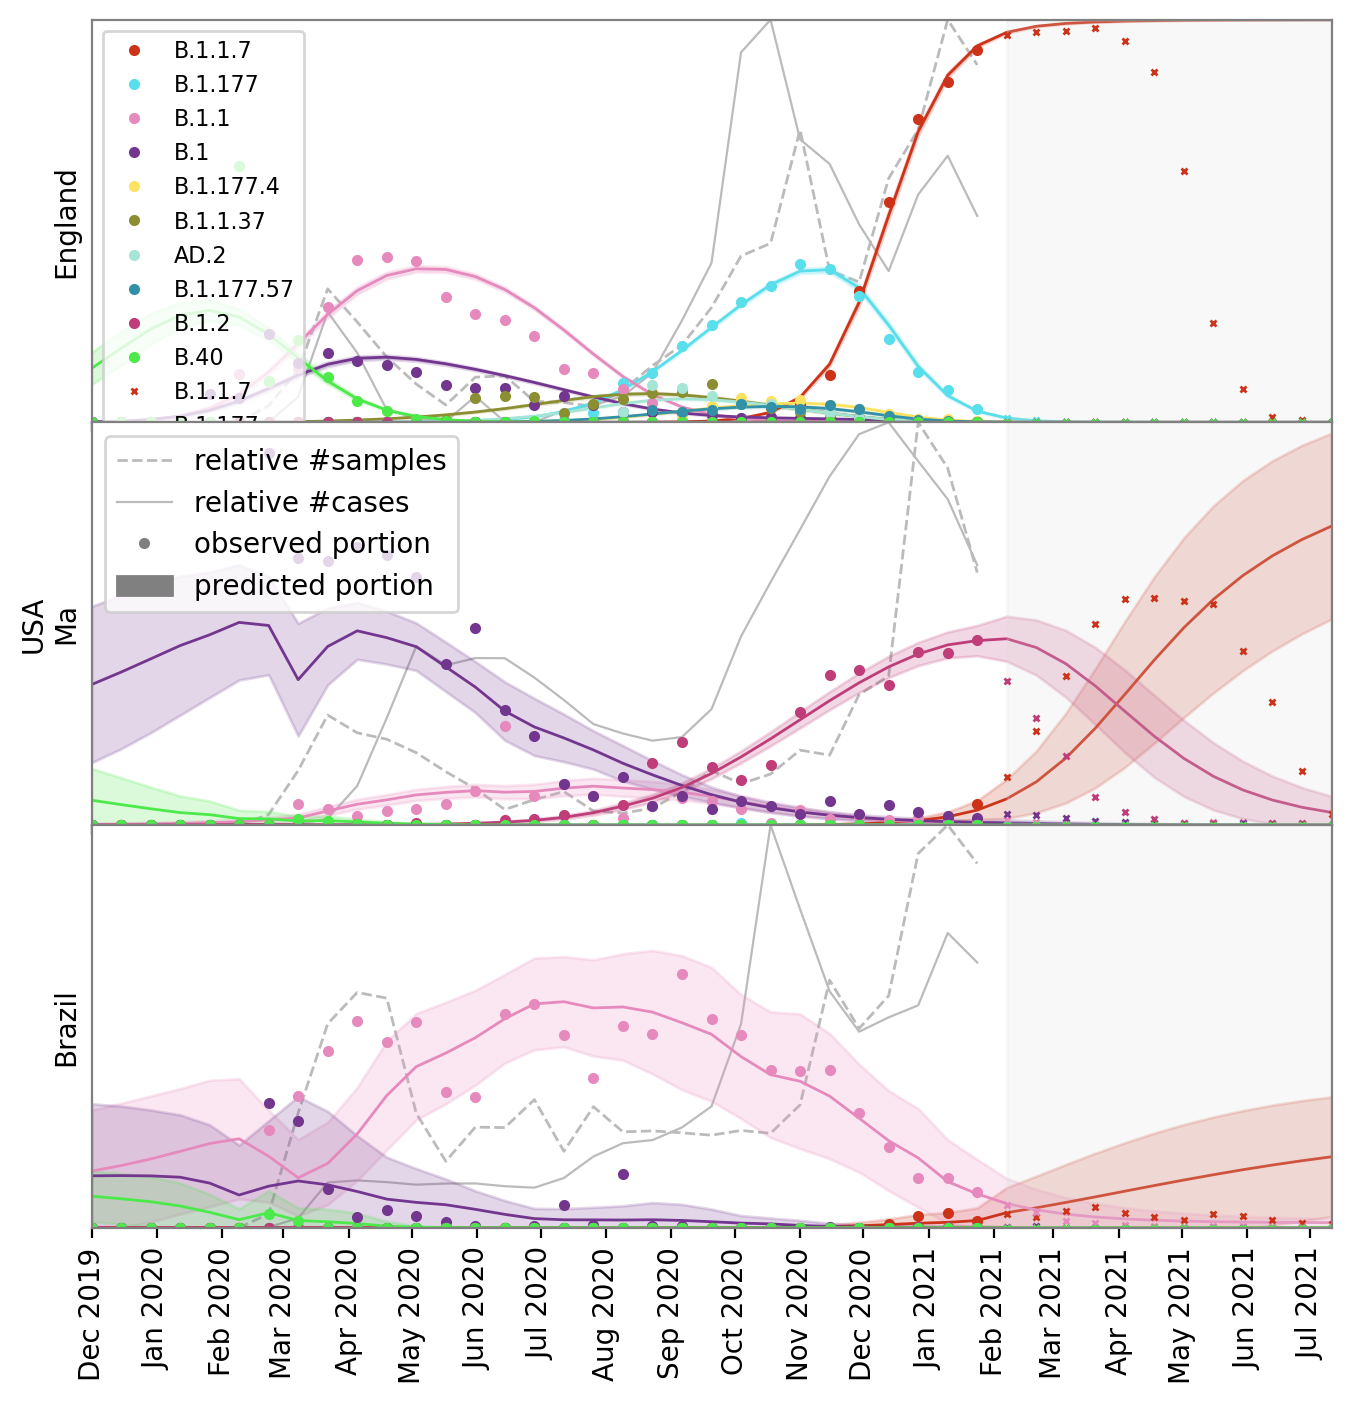 England
B.1.1.7
B.1.177
B.1.1
B.1
B.1.177.4
B.1.1.37
AD.2
B.1.177.57
B.1.2
B.40
B.1.1.7
B.1.177
USA
Ma
relative #samples
relative #cases
observed portion
predicted portion
Brazil
Dec 2019
Jan 2020
Feb 2020
Mar 2020
Apr 2020
May 2020
Jun 2020
Jul 2020
Aug 2020
Sep 2020
Oct 2020
Nov 2020
Dec 2020
Jan 2021
Feb 2021
Mar 2021
Apr 2021
May 2021
Jun 2021
Jul 2021